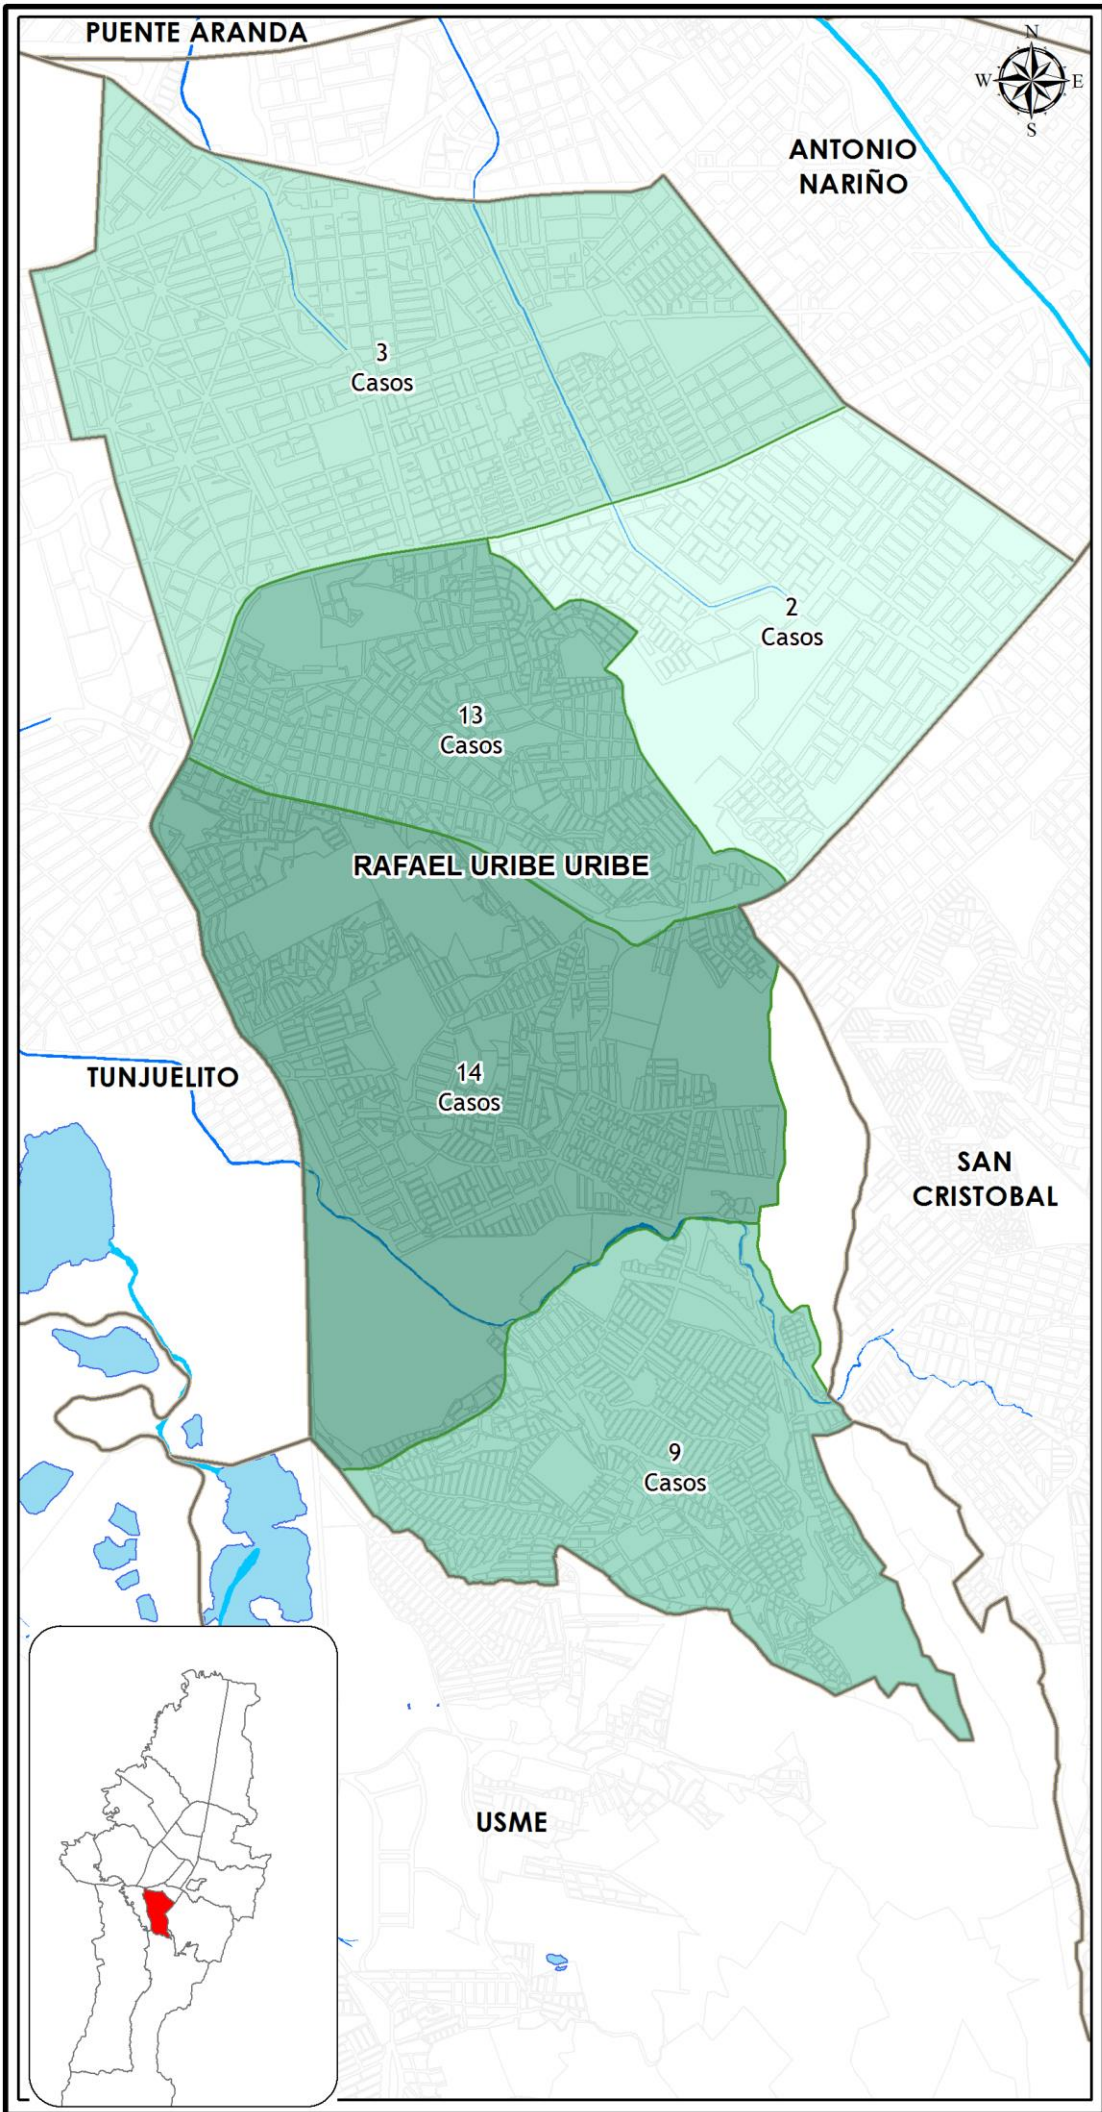 PUENTE ARANDA
N
W
E
S
ANTONIO
NARIÑO
3
Casos
2
Casos
13
Casos
RAFAEL URIBE URIBE
14
Casos
TUNJUELITO
SAN
CRISTOBAL
9
Casos
USME